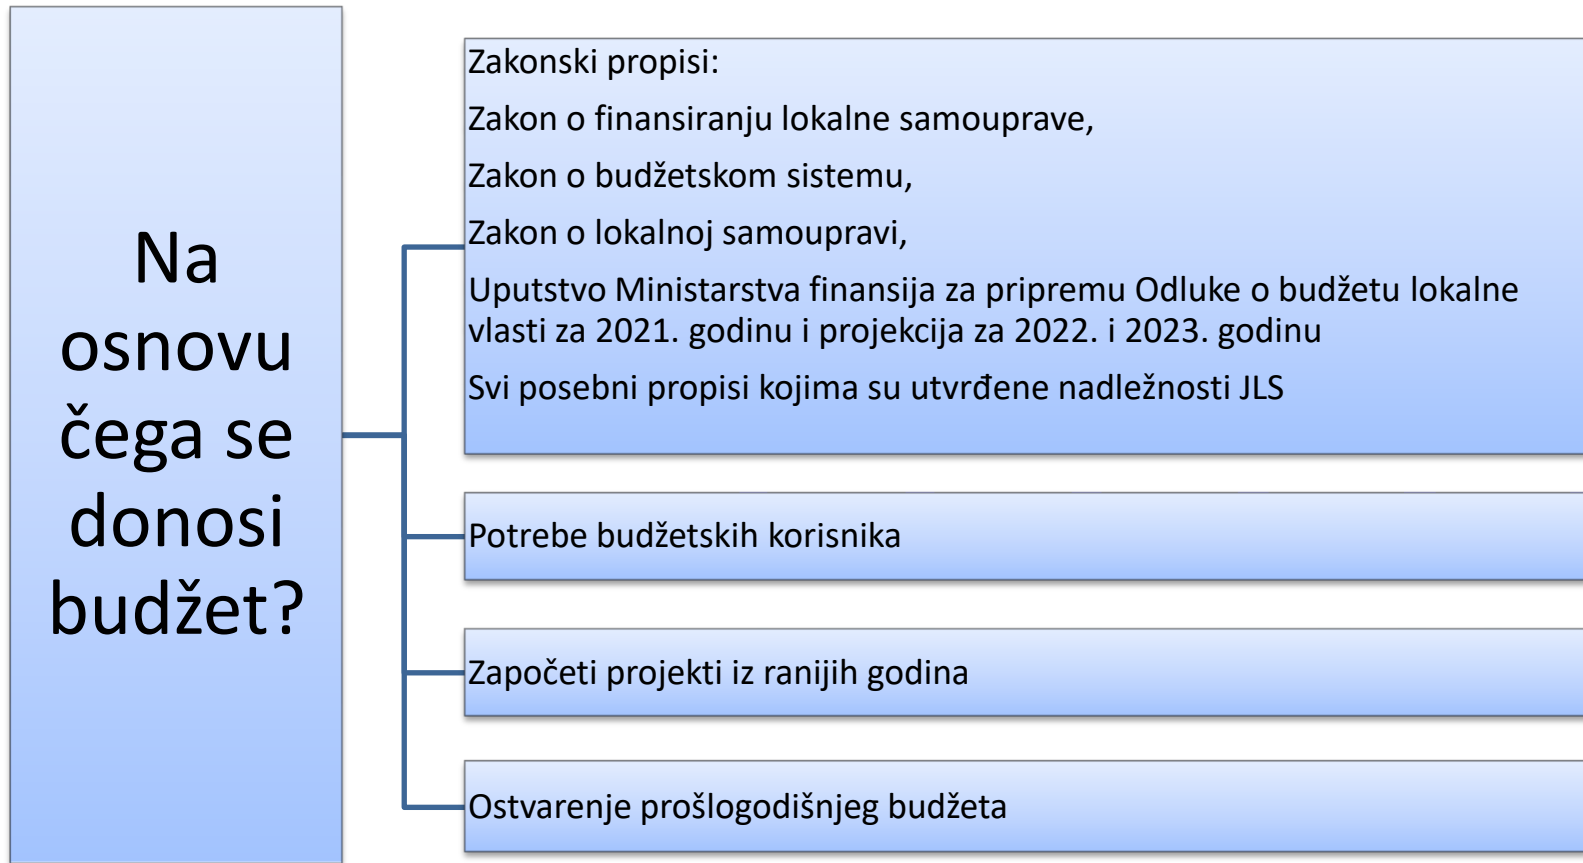 Na
osnovu
čega se
donosi
budžet?
Zakonski propisi:
Zakon o finansiranju lokalne samouprave,
Zakon o budžetskom sistemu,
Zakon o lokalnoj samoupravi,
Uputstvo Ministarstva finansija za pripremu Odluke o budžetu lokalne
vlasti za 2021. godinu i projekcija za 2022. i 2023. godinu
Svi posebni propisi kojima su utvrđene nadležnosti JLS
Potrebe budžetskih korisnika
Započeti projekti iz ranijih godina
Ostvarenje prošlogodišnjeg budžeta